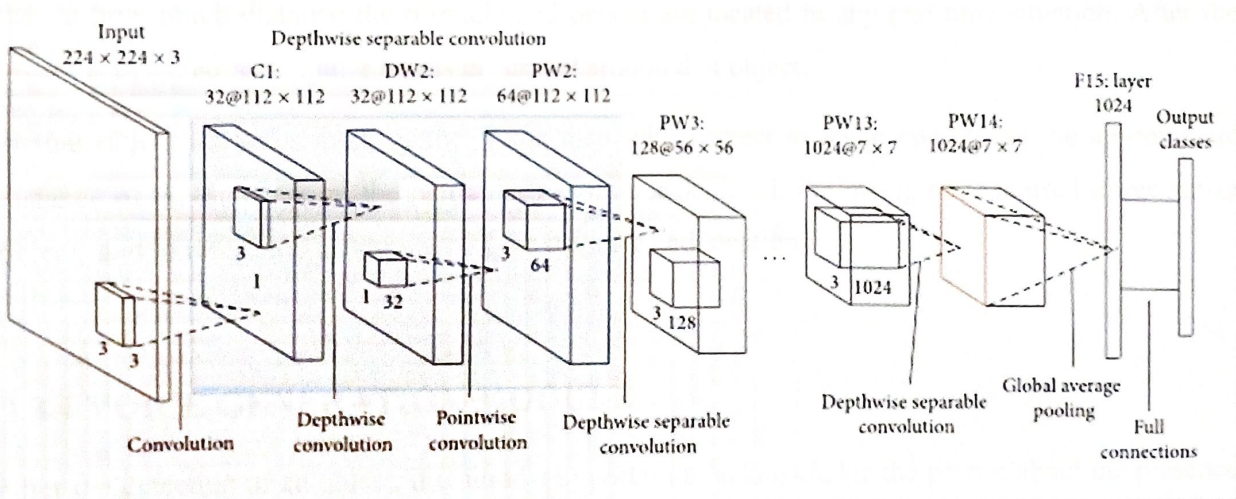 Input
224 × 224 × 3
Depthwise separable convolution
C1:
32@112 × 112
DW2:
32@112 × 112
PW2:
64@112 × 112
PW3:
128@56 × 56
PW13:
1024@7 × 7
PW14:
1024@7 × 7
F15: layer
1024
Output
classes
3
3
3
1
1
32
3
64
3
128
...
3
1024
Convolution
Depthwise
convolution
Pointwise
convolution
Depthwise separable
convolution
Depthwise separable
convolution
Global average
pooling
Full
connections